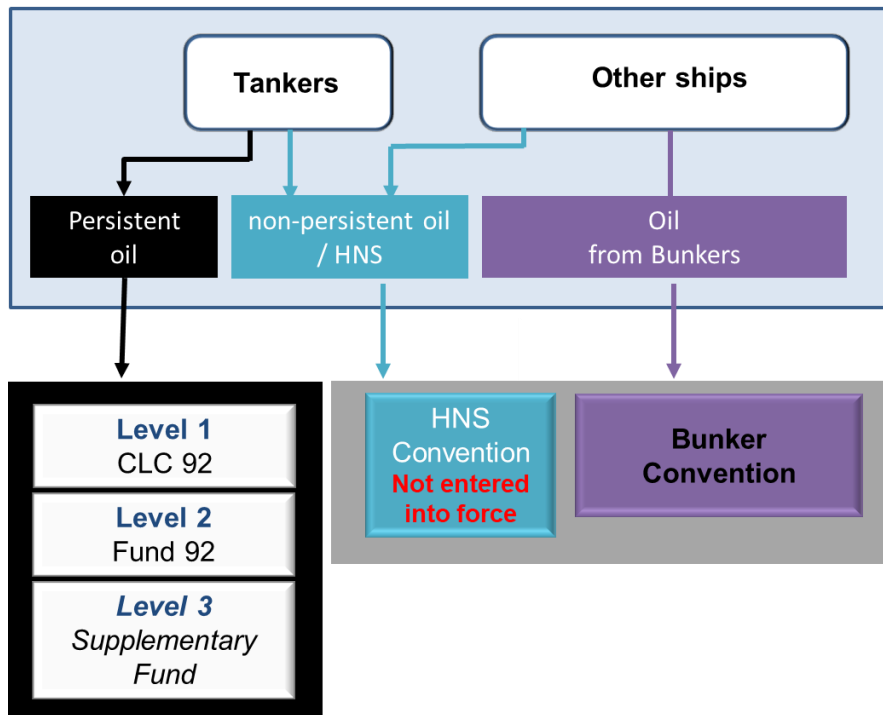 Tankers
Other ships
Persistent
oil
non-persistent oil
/ HNS
Oil
from Bunkers
Level 1
CLC 92
Level 2
Fund 92
Level 3
Supplementary
Fund
HNS
Convention
Not entered
into force
Bunker
Convention